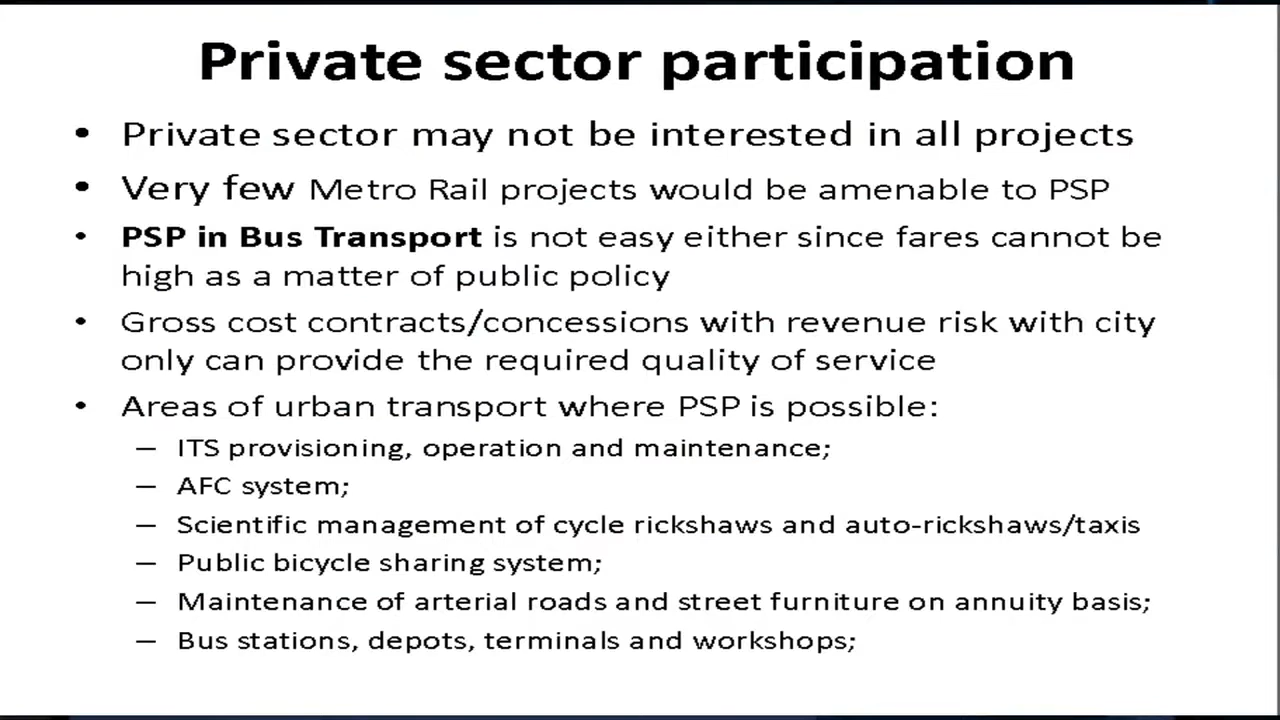 Private sector participation
• Private sector may not be interested in all projects
• Very few Metro Rail projects would be amenable to PSP
• PSP in Bus Transport is not easy either since fares cannot be
high as a matter of public policy
• Gross cost contracts/concessions with revenue risk with city
only can provide the required quality of service
• Areas of urban transport where PSP is possible:
– ITS provisioning, operation and maintenance;
– AFC system;
– Scientific management of cycle rickshaws and auto-rickshaws/taxis
– Public bicycle sharing system;
– Maintenance of arterial roads and street furniture on annuity basis;
– Bus stations, depots, terminals and workshops;